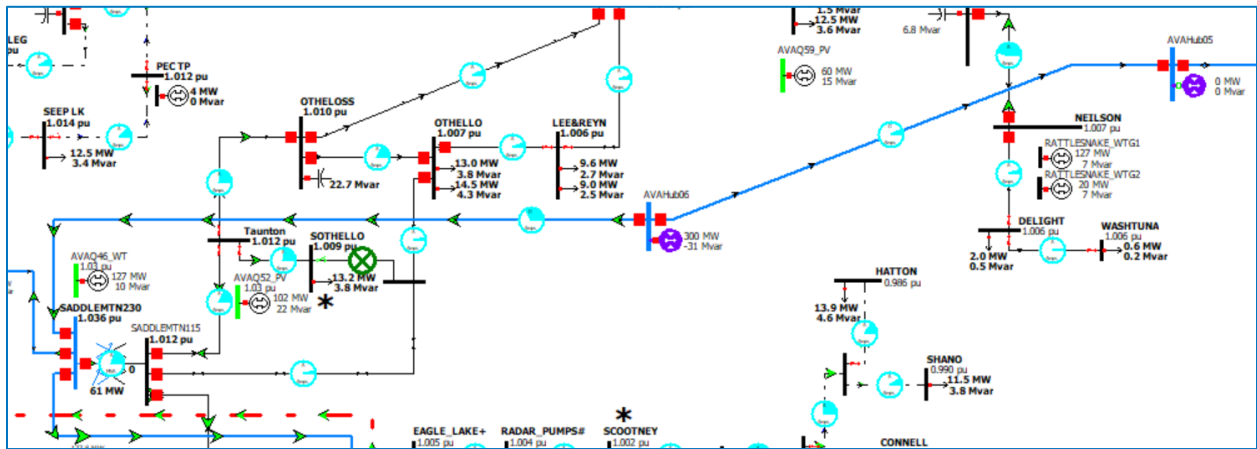 LEG
pu
PEC TP
1.012 pu
4 MW
0 Mvar
SEEP LK
1.014 pu
12.5 MW
3.4 Mvar
OTHELOSS
1.010 pu
22.7 Mvar
OTHELLO
1.007 pu
13.0 MW
3.8 Mvar
14.5 MW
4.3 Mvar
LEE&REYN
1.006 pu
9.6 MW
2.7 Mvar
9.0 MW
2.5 Mvar
1.5 Mvar
12.5 MW
3.6 Mvar
AVAQ59_PV
60 MW
15 Mvar
6.8 Mvar
AVAHub05
0 MW
0 Mvar
NEILSON
1.007 pu
RATTLESNAKE_WTG1
127 MW
7 Mvar
RATTLESNAKE_WTG2
20 MW
7 Mvar
AVAHub06
300 MW
-31 Mvar
DELIGHT
1.006 pu
2.0 MW
0.5 Mvar
WASHTUNA
1.006 pu
0.6 MW
0.2 Mvar
Taunton
1.012 pu
SOTHELLO
1.009 pu
13.2 MW
3.8 Mvar
*
AVAQ46_WT
1.03 pu
127 MW
10 Mvar
AVAQ52_PV
1.03 pu
102 MW
22 Mvar
SADDLEMTN230
1.036 pu
SADDLEMTN115
1.012 pu
0
61 MW
HATTON
0.986 pu
13.9 MW
4.6 Mvar
SHANO
0.990 pu
11.5 MW
3.8 Mvar
*
EAGLE_LAKE+
1.005 pu
RADAR_PUMPS#
1.004 pu
SCOOTNEY
1.002 pu
CONNELL